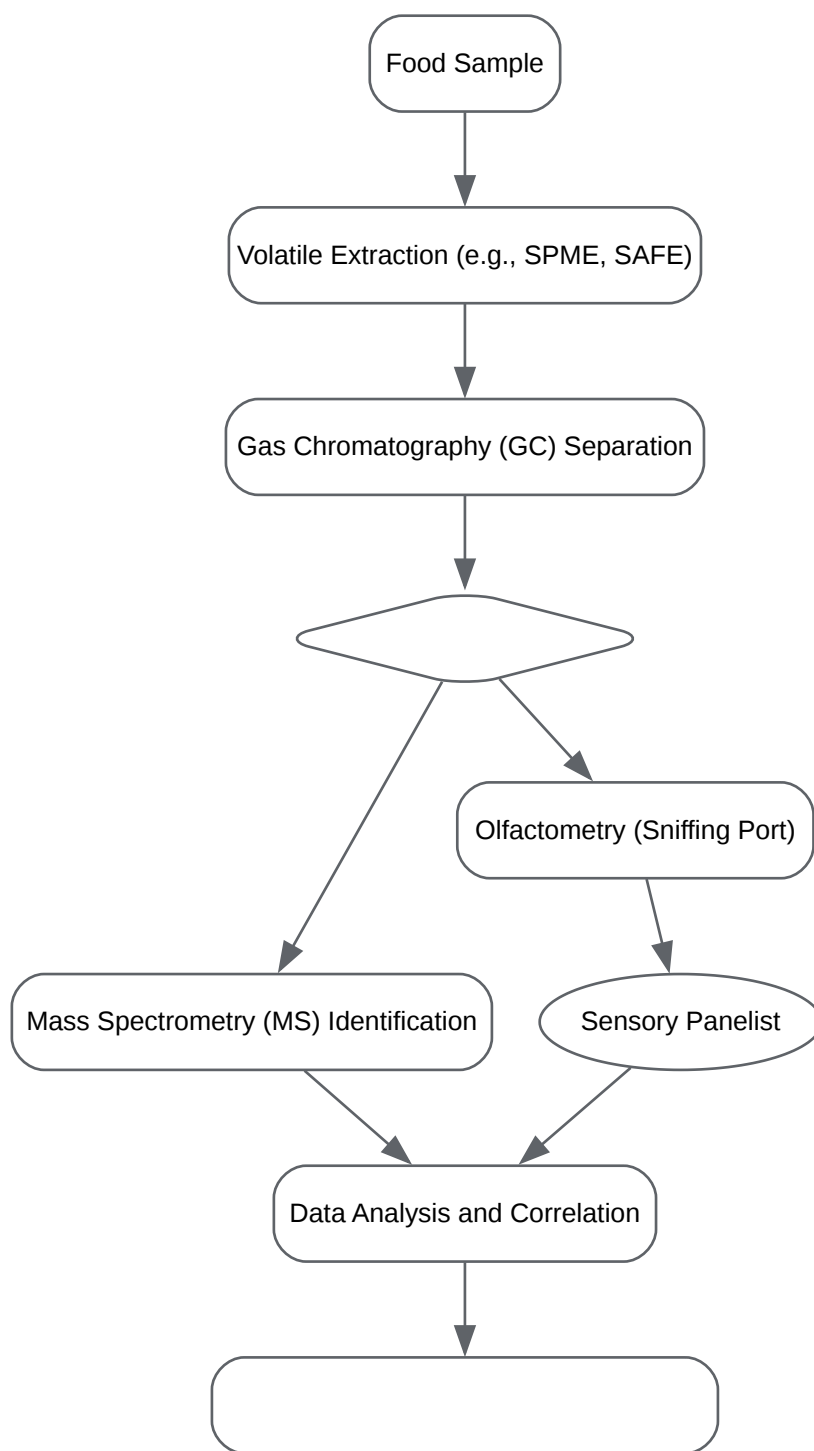 Food Sample
Volatile Extraction (e.g., SPME, SAFE)
Gas Chromatography (GC) Separation
Olfactometry (Sniffing Port)
Mass Spectrometry (MS) Identification
Sensory Panelist
Data Analysis and Correlation